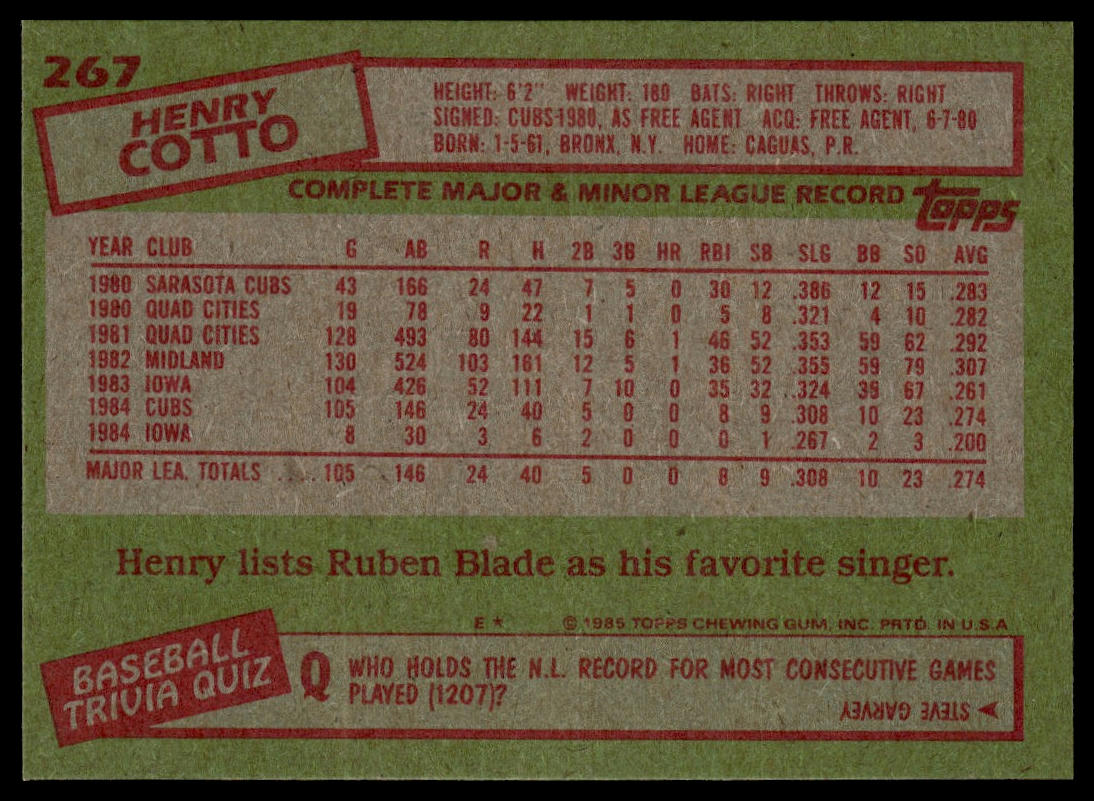 267
HENRY
COTTO
HEIGHT: 6'2" WEIGHT: 180 BATS: RIGHT THROWS: RIGHT
SIGNED: CUBS-1980, AS FREE AGENT ACQ: FREE AGENT, 6-7-80
BORN: 1-5-61, BRONX, N.Y. HOME: CAGUAS, P.R.
COMPLETE MAJOR & MINOR LEAGUE RECORD topps
YEAR CLUB G AB R H 2B 3B HR RBI SB SLG BB SO AVG
1980 SARASOTA CUBS 43 166 24 47 7 5 0 30 12 .386 12 15 .283
1980 QUAD CITIES 19 78 9 22 1 1 0 5 8 .321 4 10 .282
1981 QUAD CITIES 128 493 80 144 15 6 1 46 52 .353 59 62 .292
1982 MIDLAND 130 524 103 161 12 5 1 36 52 .355 59 79 .307
1983 IOWA 104 426 52 111 7 10 0 35 32 .324 39 67 .261
1984 CUBS 105 146 24 40 5 0 0 8 9 .308 10 23 .274
1984 IOWA 8 30 3 6 2 0 0 0 1 .267 2 3 .200
MAJOR LEA. TOTALS ..... 105 146 24 40 5 0 0 8 9 .308 10 23 .274
Henry lists Ruben Blade as his favorite singer.
E * © 1985 TOPPS CHEWING GUM, INC. PRTD. IN U.S.A
BASEBALL
TRIVIA QUIZ
Q WHO HOLDS THE N.L. RECORD FOR MOST CONSECUTIVE GAMES
PLAYED (1207)?
STEVE GARVEY